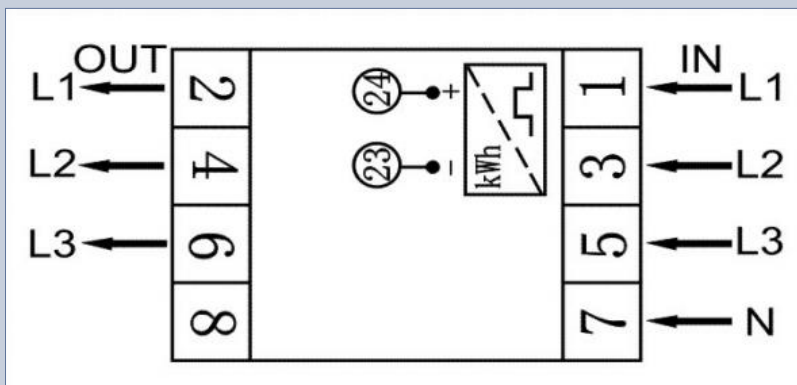 OUT IN
L1 2 24 + 1 L1
L2 4 23 - kWh 3 L2
L3 6 5 L3
8 7 N